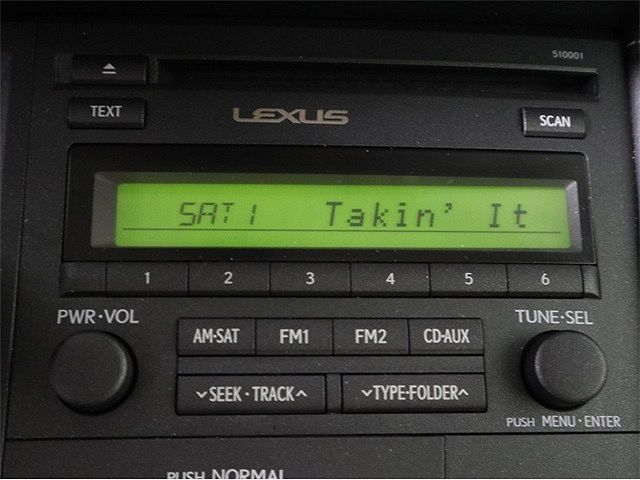 510001
TEXT
LEXUS
SCAN
SAT1 Takin' It
1 2 3 4 5 6
PWR·VOL
TUNE·SEL
AM·SAT FM1 FM2 CD·AUX
∨SEEK·TRACK∧ ∨TYPE·FOLDER∧
PUSH MENU·ENTER
PUSH NORMAL